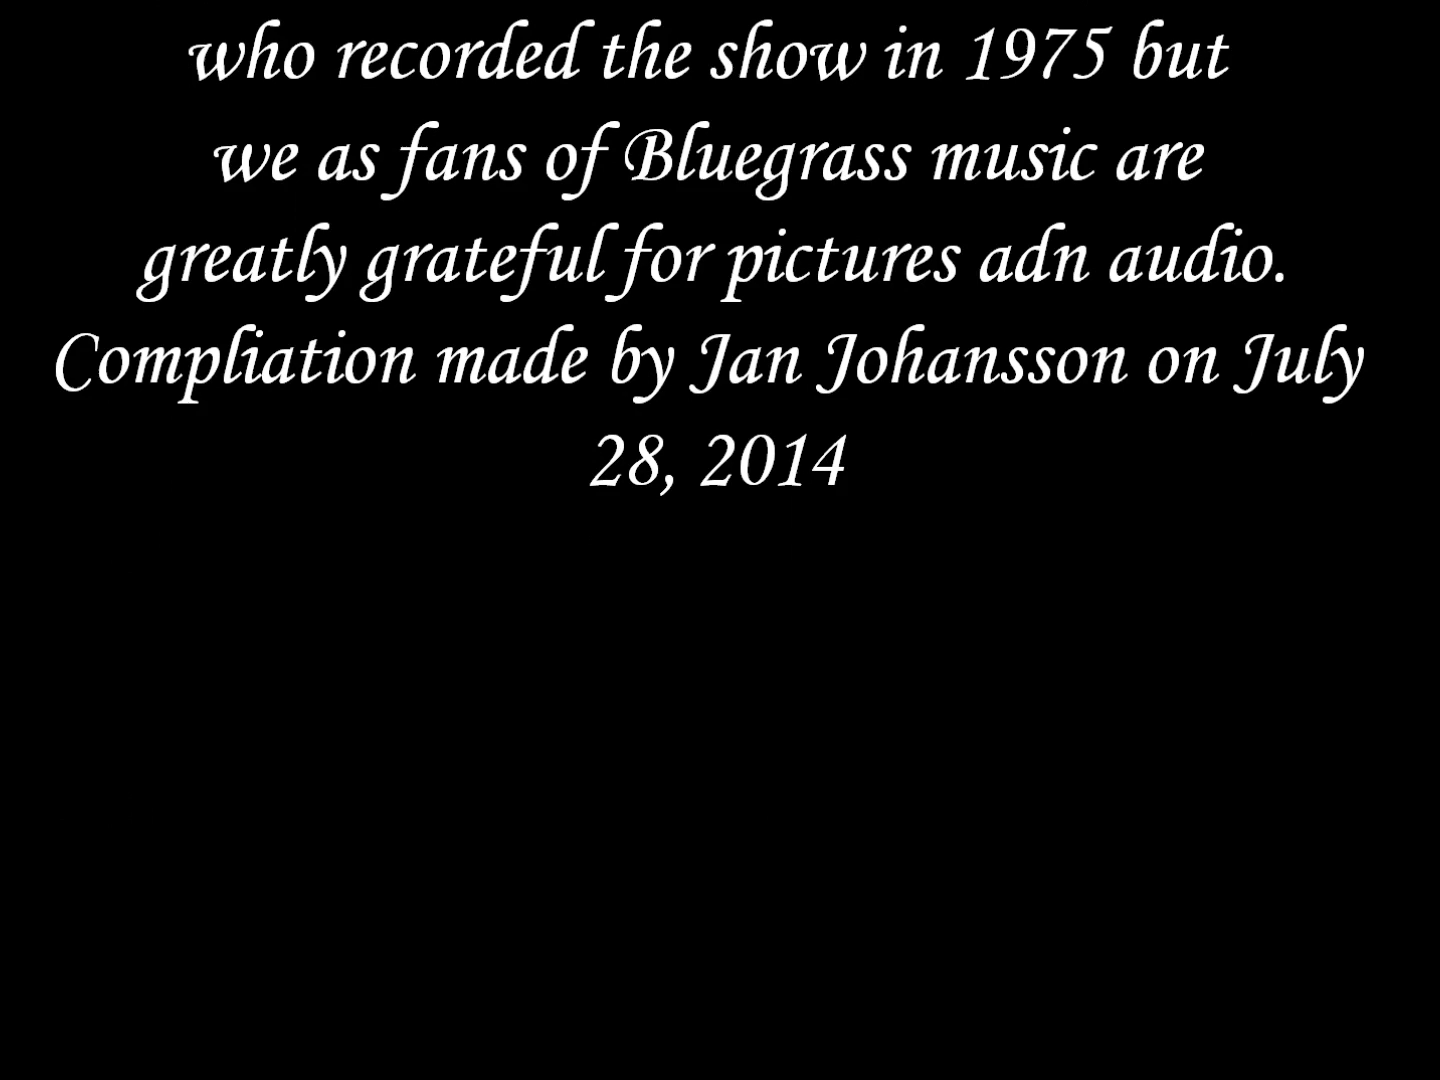 who recorded the show in 1975 but
we as fans of Bluegrass music are
greatly grateful for pictures adn audio.
Compliation made by Jan Johansson on July
28, 2014